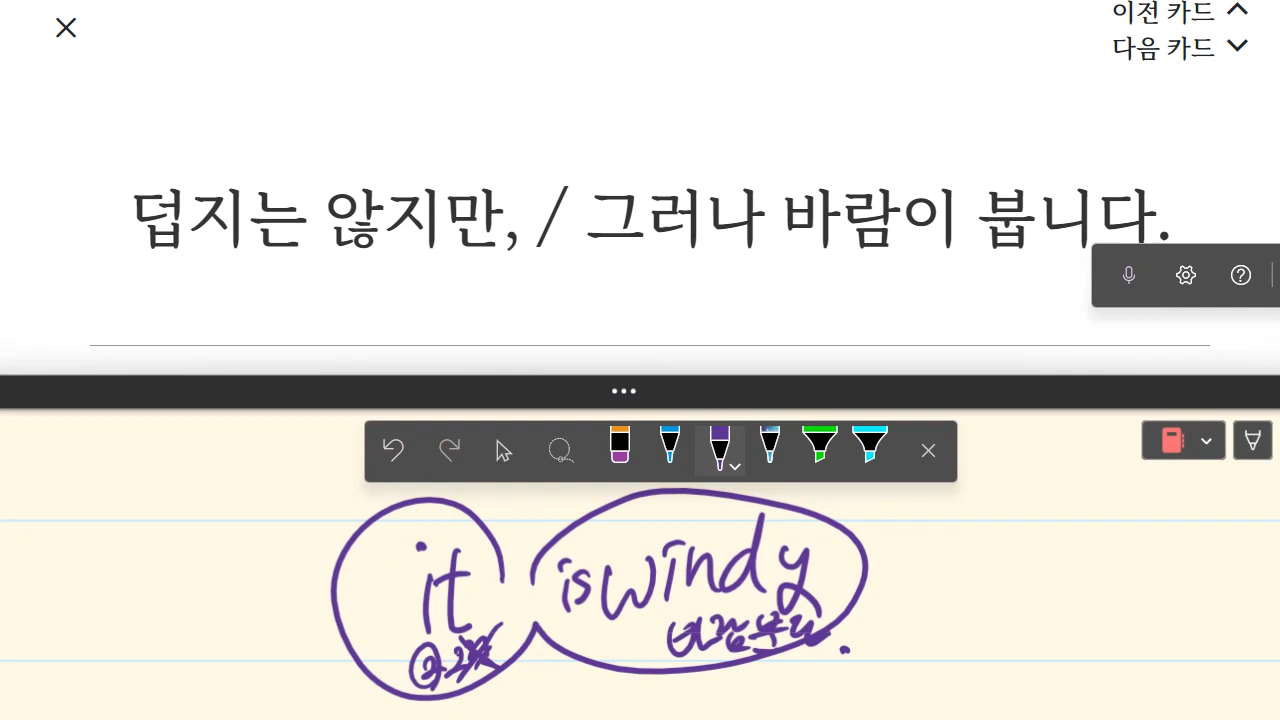 이전 카드
다음 카드
덥지는 않지만, / 그러나 바람이 붑니다.
it is windy
바람부는.